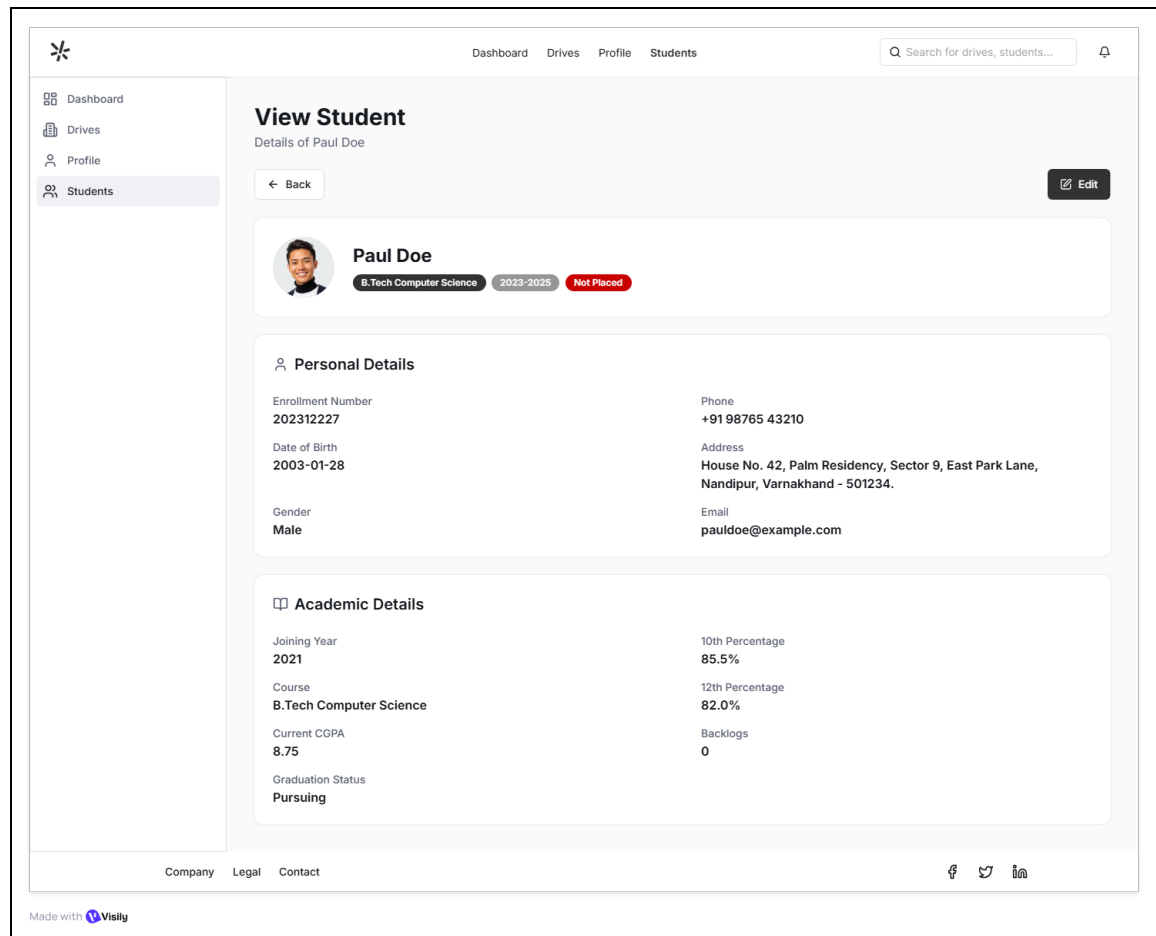 Dashboard Drives Profile Students
Search for drives, students...
Dashboard
Drives
Profile
Students
View Student
Details of Paul Doe
Back
Edit
Paul Doe
B.Tech Computer Science 2023-2025 Not Placed
Personal Details
Enrollment Number
202312227
Phone
+91 98765 43210
Date of Birth
2003-01-28
Address
House No. 42, Palm Residency, Sector 9, East Park Lane,
Nandipur, Varnakhand - 501234.
Gender
Male
Email
pauldoe@example.com
Academic Details
Joining Year
2021
10th Percentage
85.5%
Course
B.Tech Computer Science
12th Percentage
82.0%
Current CGPA
8.75
Backlogs
0
Graduation Status
Pursuing
Company Legal Contact
Made with Visily